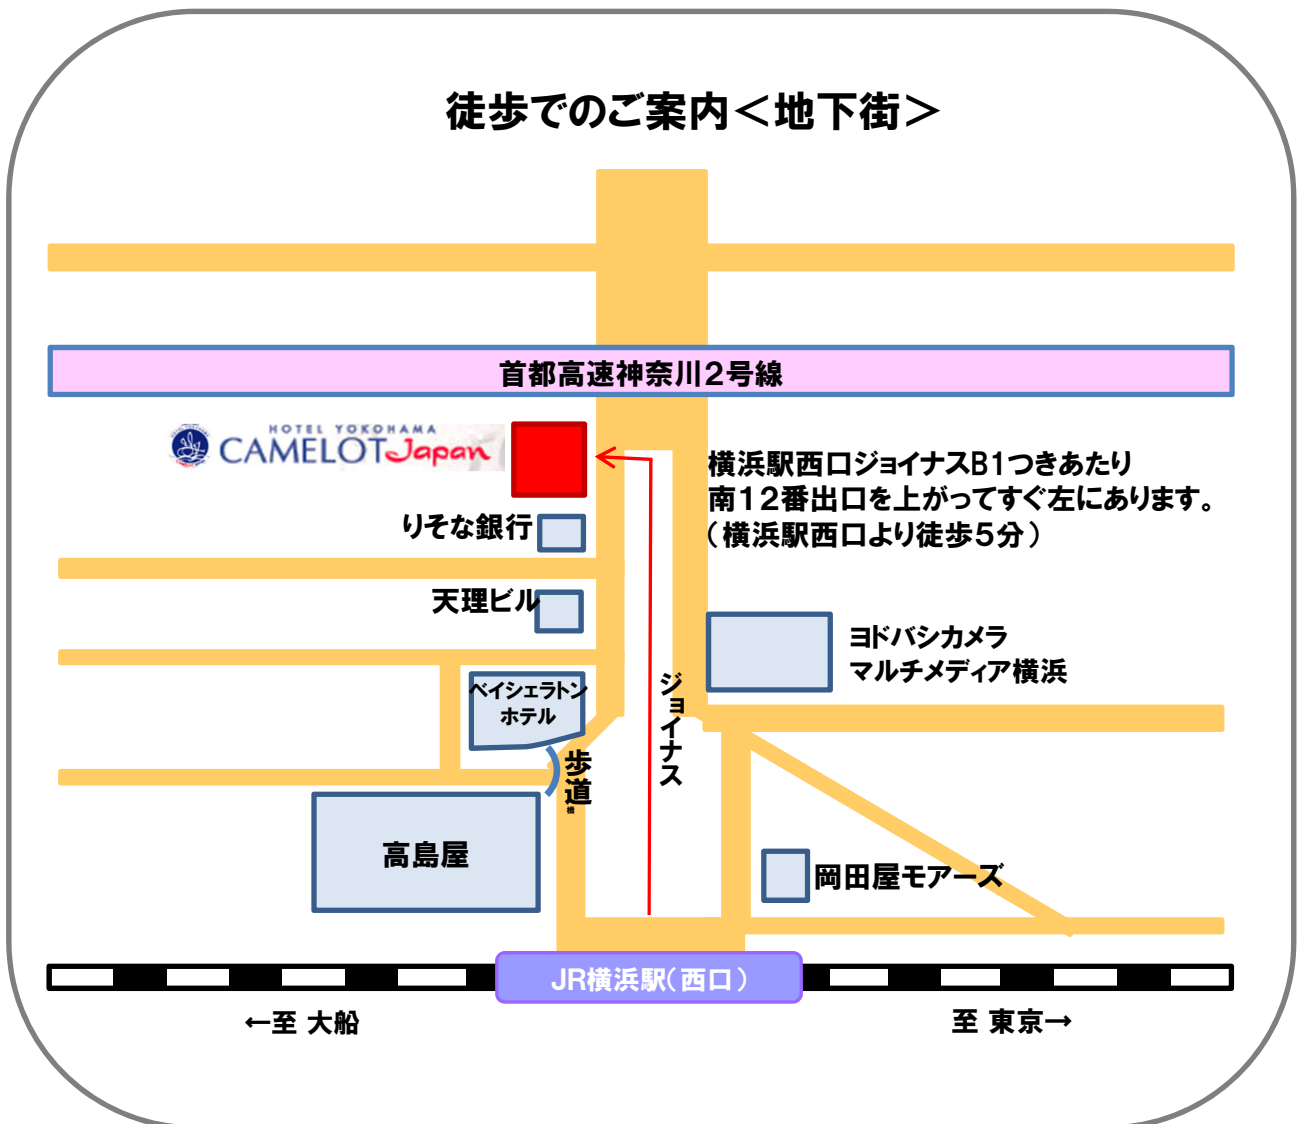 徒歩でのご案内＜地下街＞
首都高速神奈川２号線
HOTEL YOKOHAMA
CAMELOT Japan
横浜駅西口ジョイナスB１つきあたり
南１２番出口を上がってすぐ左にあります。
（横浜駅西口より徒歩５分）
りそな銀行
天理ビル
ヨドバシカメラ
マルチメディア横浜
ベイシェラトン
ホテル
ジョイナス
歩道橋
高島屋
岡田屋モアーズ
JR横浜駅（西口）
←至 大船
至 東京→